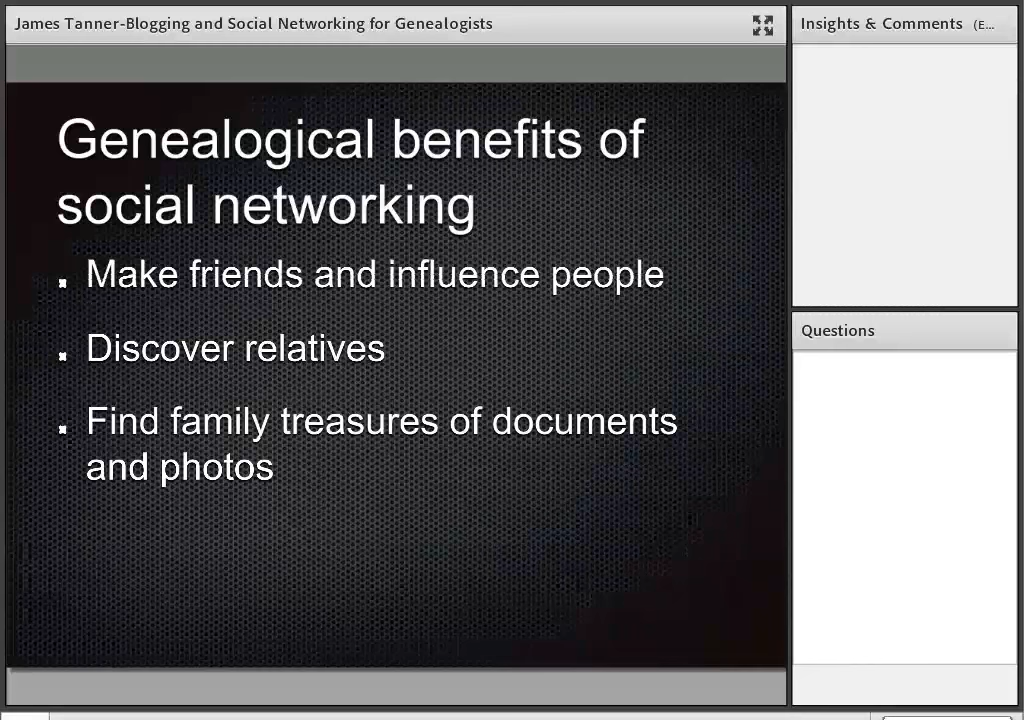 James Tanner-Blogging and Social Networking for Genealogists
Insights & Comments (E...
Genealogical benefits of
social networking
Make friends and influence people
Discover relatives
Find family treasures of documents
and photos
Questions